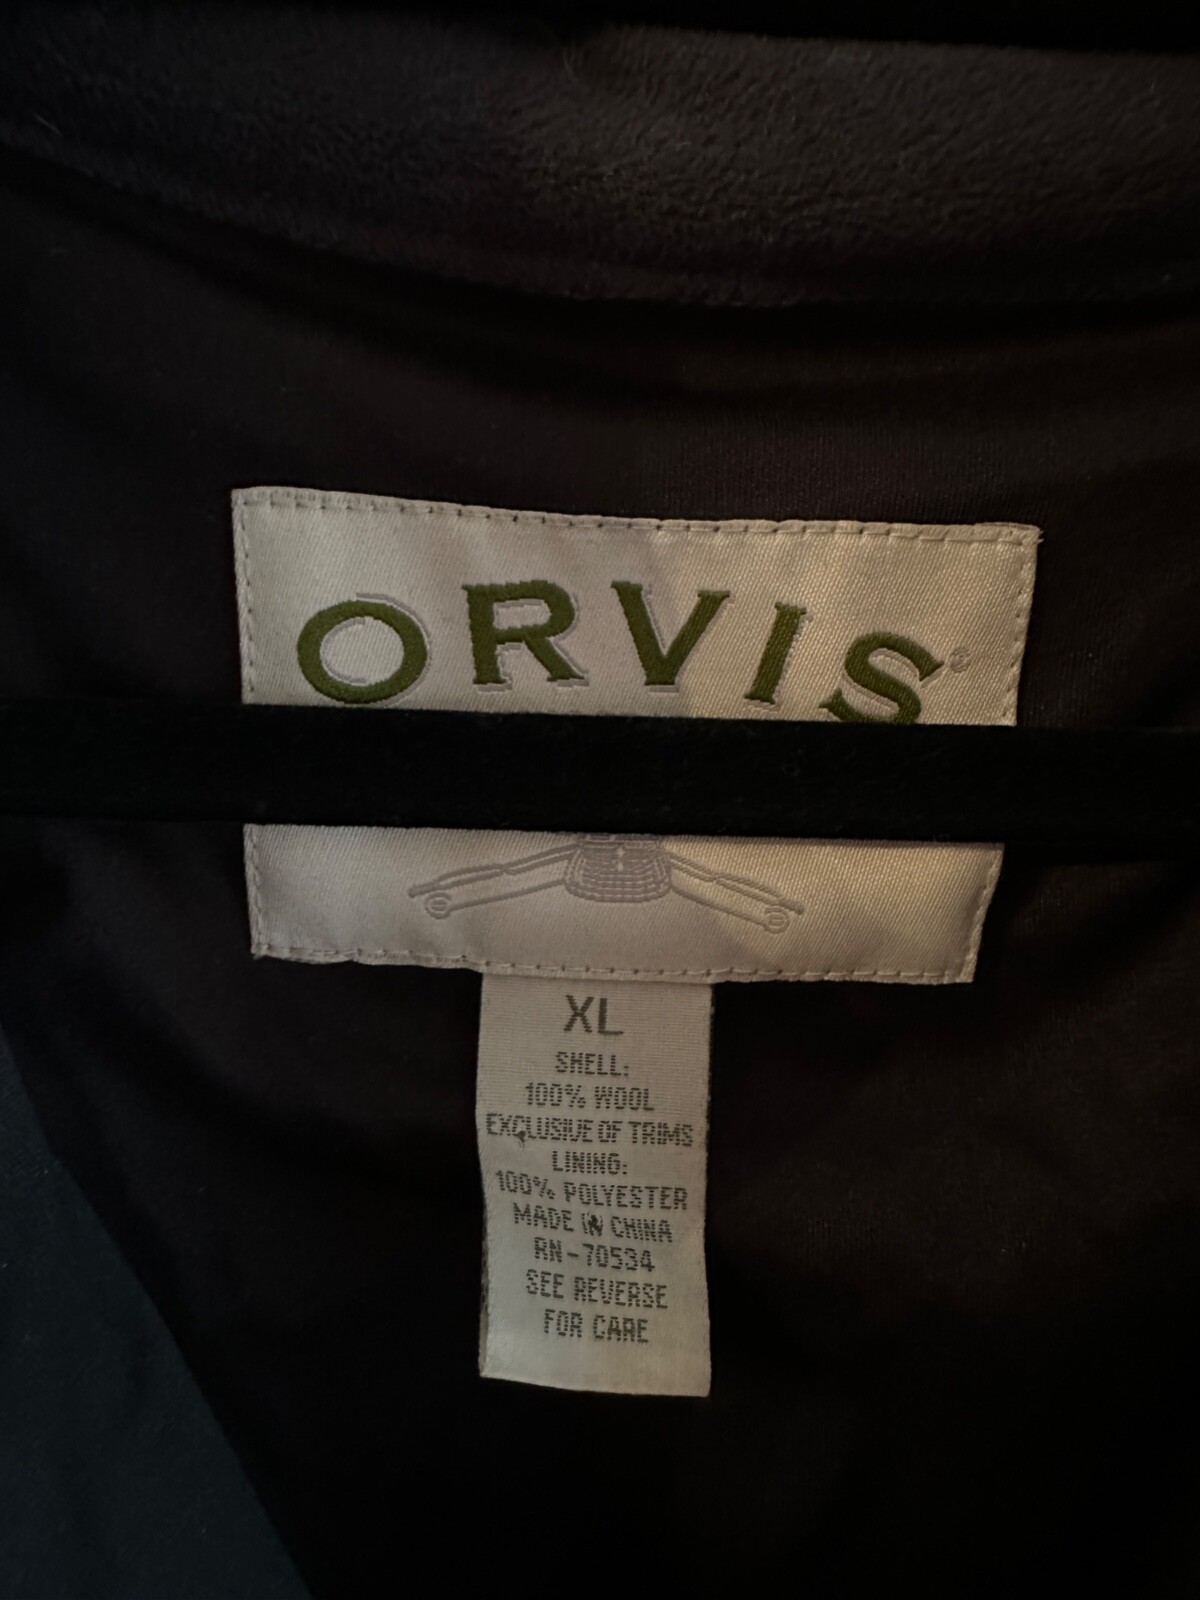 ORVIS®
XL
SHELL:
100% WOOL
EXCLUSIVE OF TRIMS
LINING:
100% POLYESTER
MADE IN CHINA
RN-70534
SEE REVERSE
FOR CARE